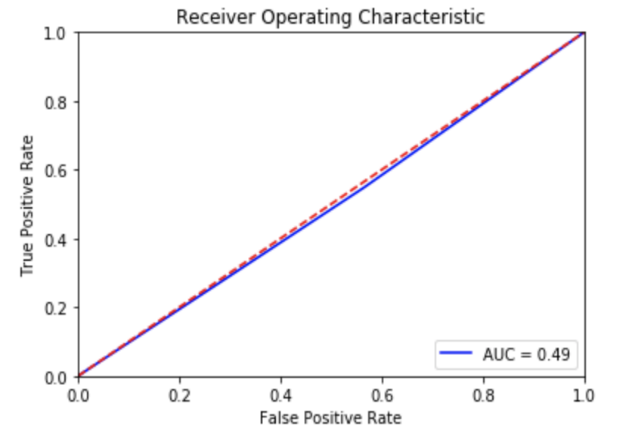 Receiver Operating Characteristic
1.0
0.8
0.6
0.4
0.2
0.0
True Positive Rate
0.0 0.2 0.4 0.6 0.8 1.0
False Positive Rate
AUC = 0.49